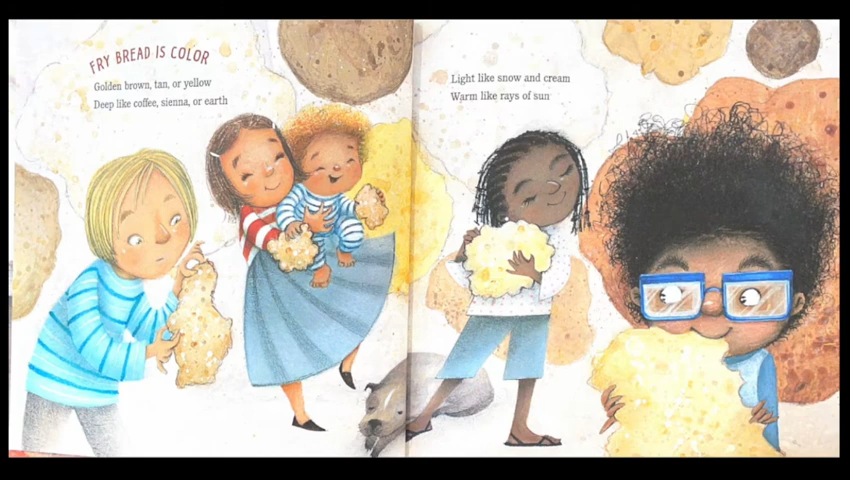 FRY BREAD IS COLOR
Golden brown, tan, or yellow
Deep like coffee, sienna, or earth
Light like snow and cream
Warm like rays of sun